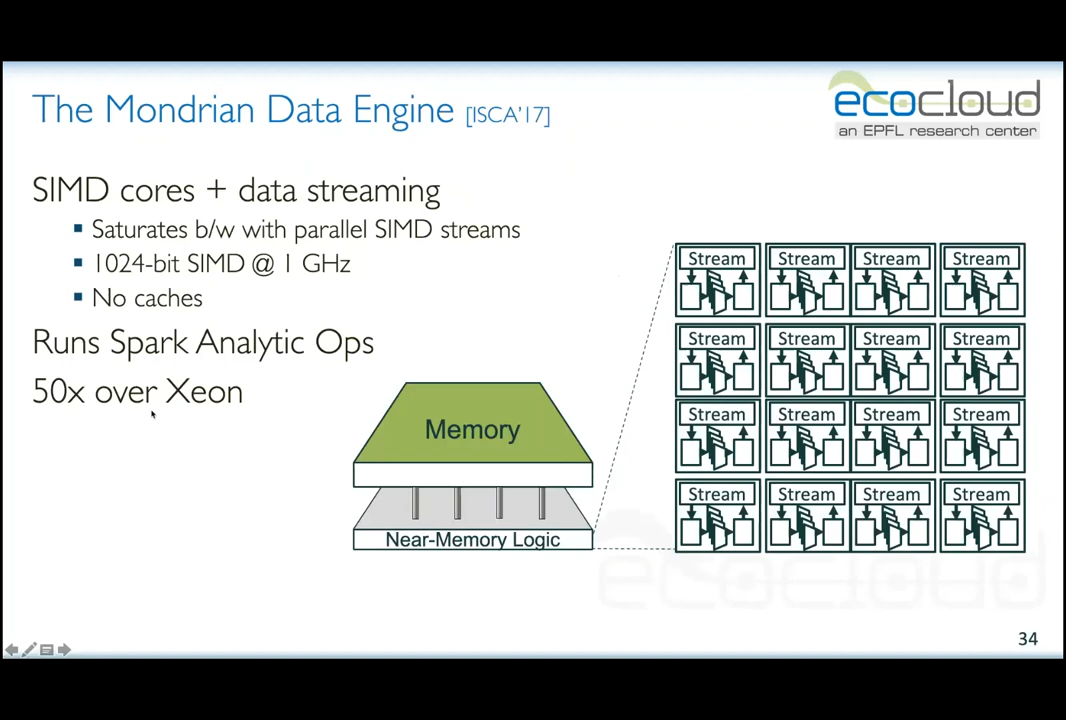 The Mondrian Data Engine [ISCA'17]
ecocloud
an EPFL research center
SIMD cores + data streaming
Saturates b/w with parallel SIMD streams
1024-bit SIMD @ 1 GHz
No caches
Runs Spark Analytic Ops
50x over Xeon
Memory
Near-Memory Logic
Stream Stream Stream Stream
Stream Stream Stream Stream
Stream Stream Stream Stream
Stream Stream Stream Stream
ecocloud
34